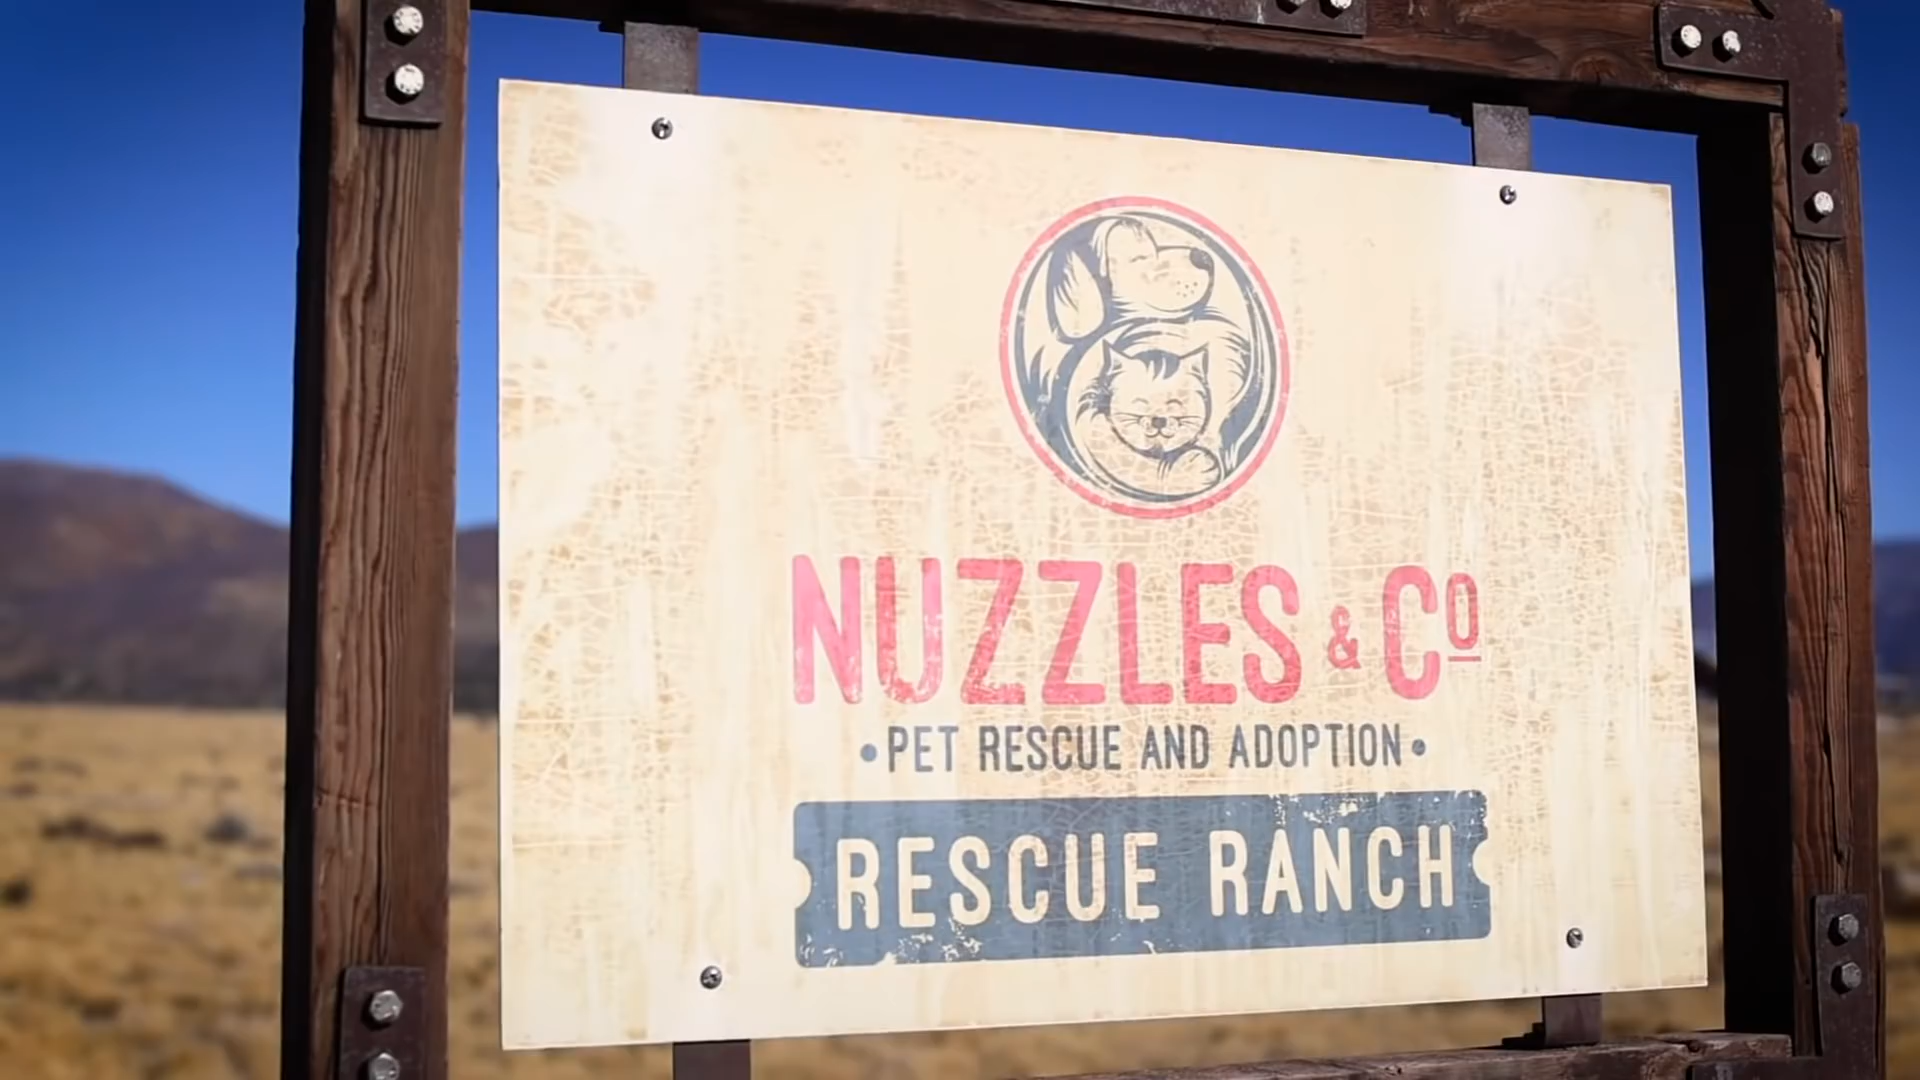 NUZZLES & CO
•PET RESCUE AND ADOPTION•
RESCUE RANCH